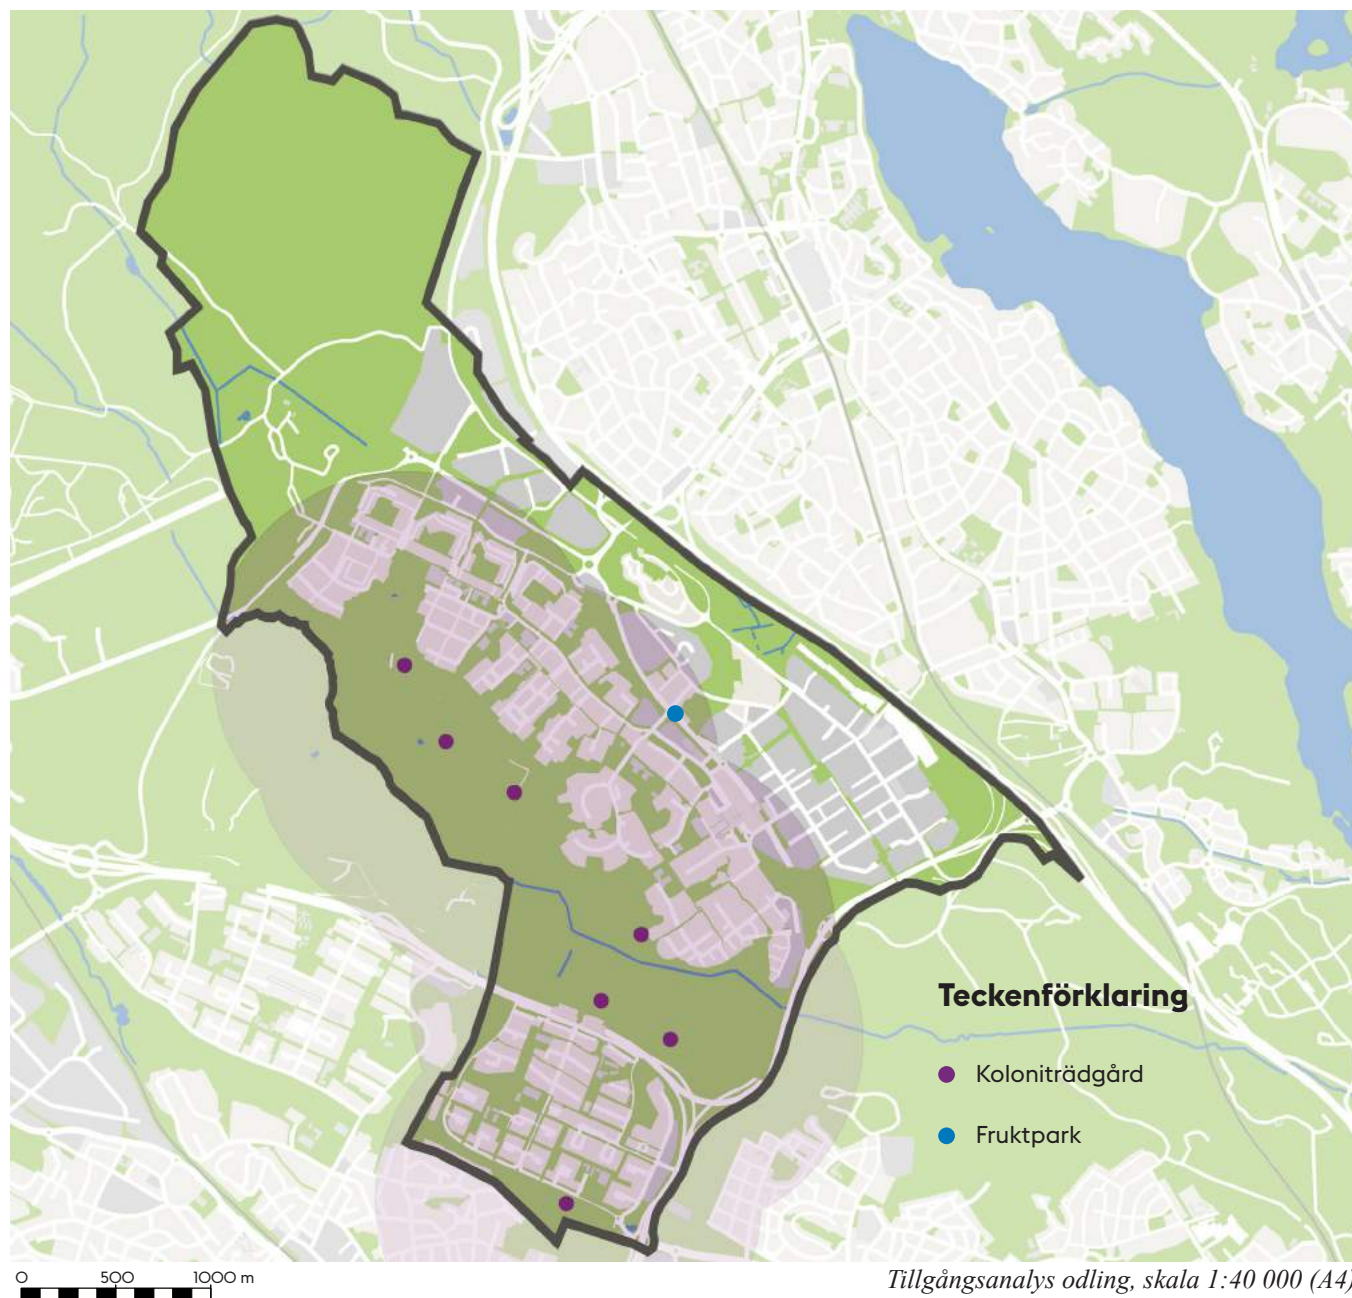 Teckenförklaring
Koloniträdgård
Fruktpark
0 500 1000 m
Tillgångsanalys odling, skala 1:40 000 (A4)